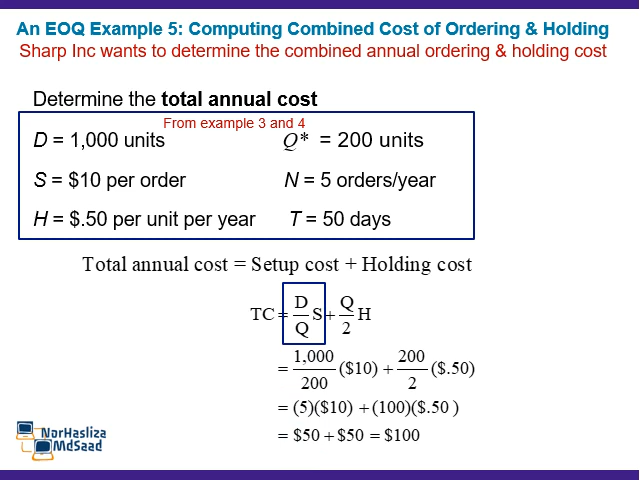 An EOQ Example 5: Computing Combined Cost of Ordering & Holding
Sharp Inc wants to determine the combined annual ordering & holding cost
Determine the total annual cost
From example 3 and 4
D = 1,000 units Q* = 200 units
S = $10 per order N = 5 orders/year
H = $.50 per unit per year T = 50 days
Total annual cost = Setup cost + Holding cost
TC = D/Q S + Q/2 H
= 1,000/200 ($10) + 200/2 ($.50)
= (5)($10) + (100)($.50 )
= $50 + $50 = $100
NorHasliza
MdSaad